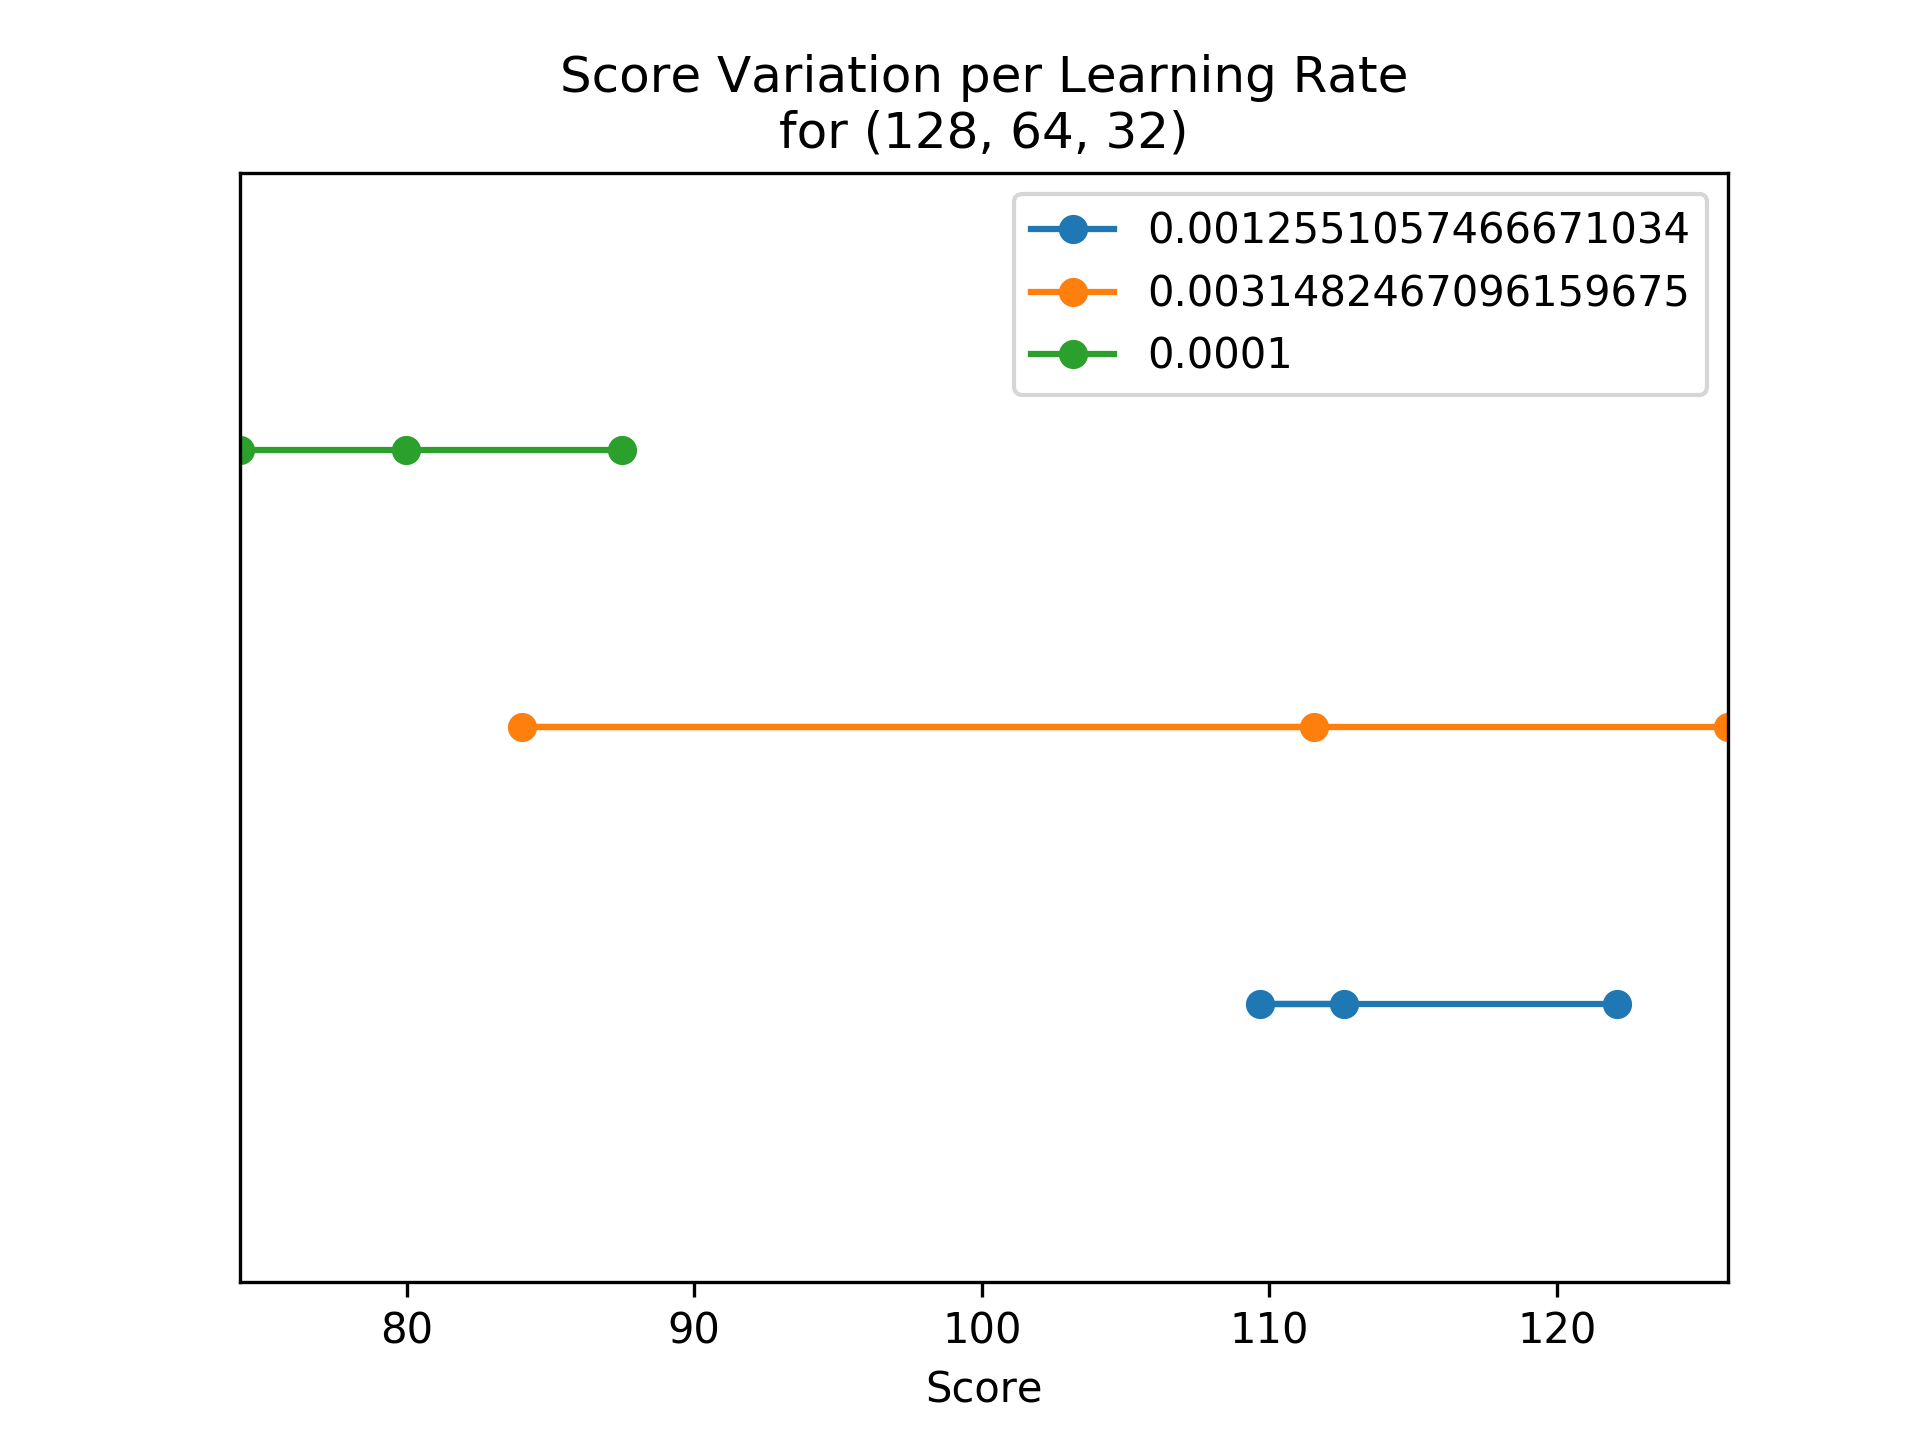 Score Variation per Learning Rate
for (128, 64, 32)
0.0012551057466671034
0.0031482467096159675
0.0001
80 90 100 110 120
Score